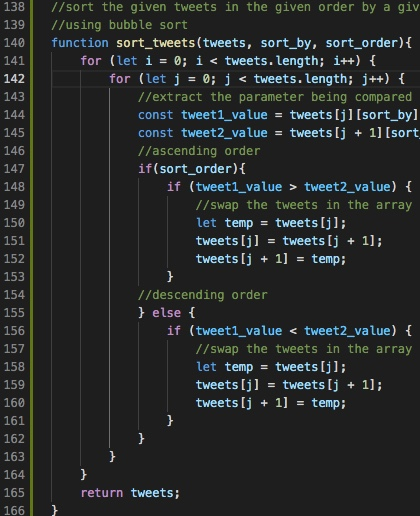 138 //sort the given tweets in the given order by a giv
139 //using bubble sort
140 function sort_tweets(tweets, sort_by, sort_order){
141 for (let i = 0; i < tweets.length; i++) {
142 for (let j = 0; j < tweets.length; j++) {
143 //extract the parameter being compared
144 const tweet1_value = tweets[j][sort_by]
145 const tweet2_value = tweets[j + 1][sort
146 //ascending order
147 if(sort_order){
148 if (tweet1_value > tweet2_value) {
149 //swap the tweets in the array
150 let temp = tweets[j];
151 tweets[j] = tweets[j + 1];
152 tweets[j + 1] = temp;
153 }
154 //descending order
155 } else {
156 if (tweet1_value < tweet2_value) {
157 //swap the tweets in the array
158 let temp = tweets[j];
159 tweets[j] = tweets[j + 1];
160 tweets[j + 1] = temp;
161 }
162 }
163 }
164 }
165 return tweets;
166 }